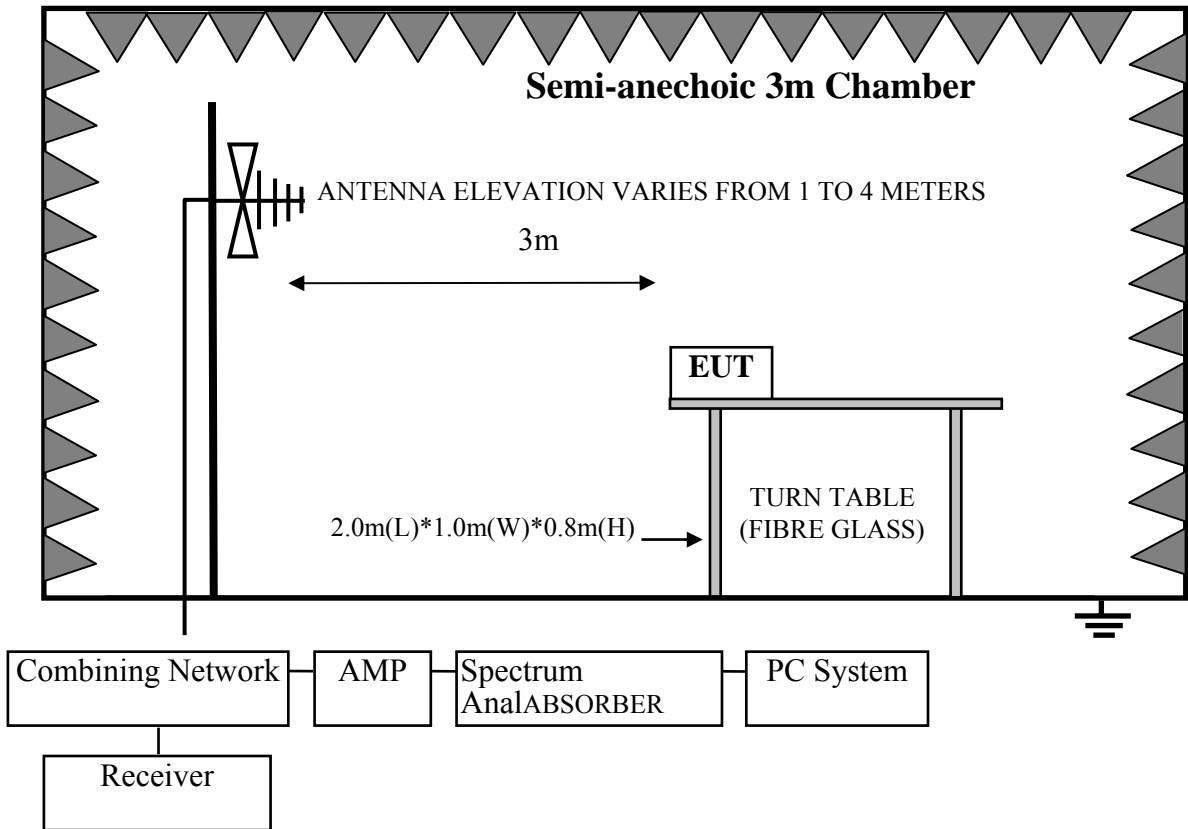 Semi-anechoic 3m Chamber
ANTENNA ELEVATION VARIES FROM 1 TO 4 METERS
3m
EUT
TURN TABLE
(FIBRE GLASS)
2.0m(L)*1.0m(W)*0.8m(H)
Combining Network
AMP
Spectrum
AnalABSORBER
PC System
Receiver